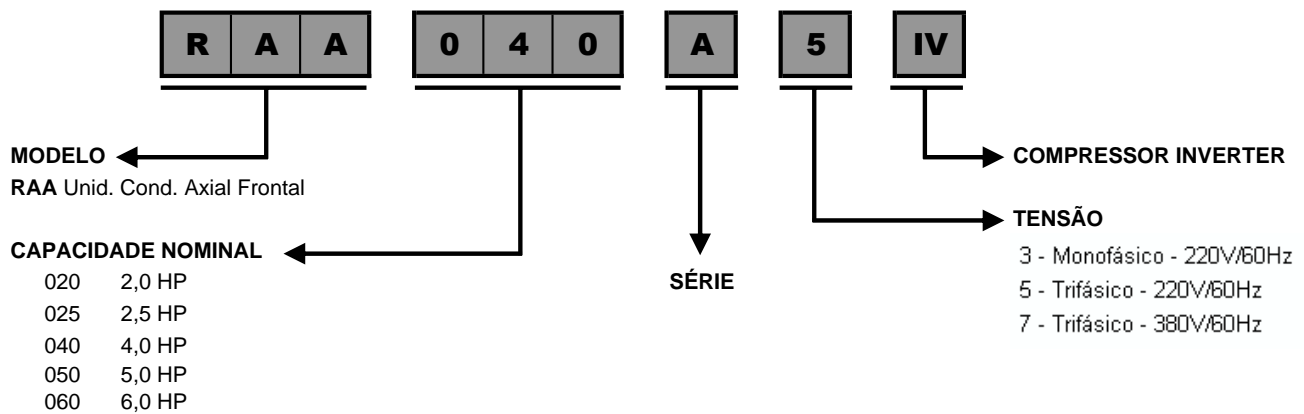 R A A 0 4 0 A 5 IV
MODELO
RAA Unid. Cond. Axial Frontal
COMPRESSOR INVERTER
TENSÃO
3 - Monofásico - 220V/60Hz
5 - Trifásico - 220V/60Hz
7 - Trifásico - 380V/60Hz
CAPACIDADE NOMINAL
020 2,0 HP
025 2,5 HP
040 4,0 HP
050 5,0 HP
060 6,0 HP
SÉRIE